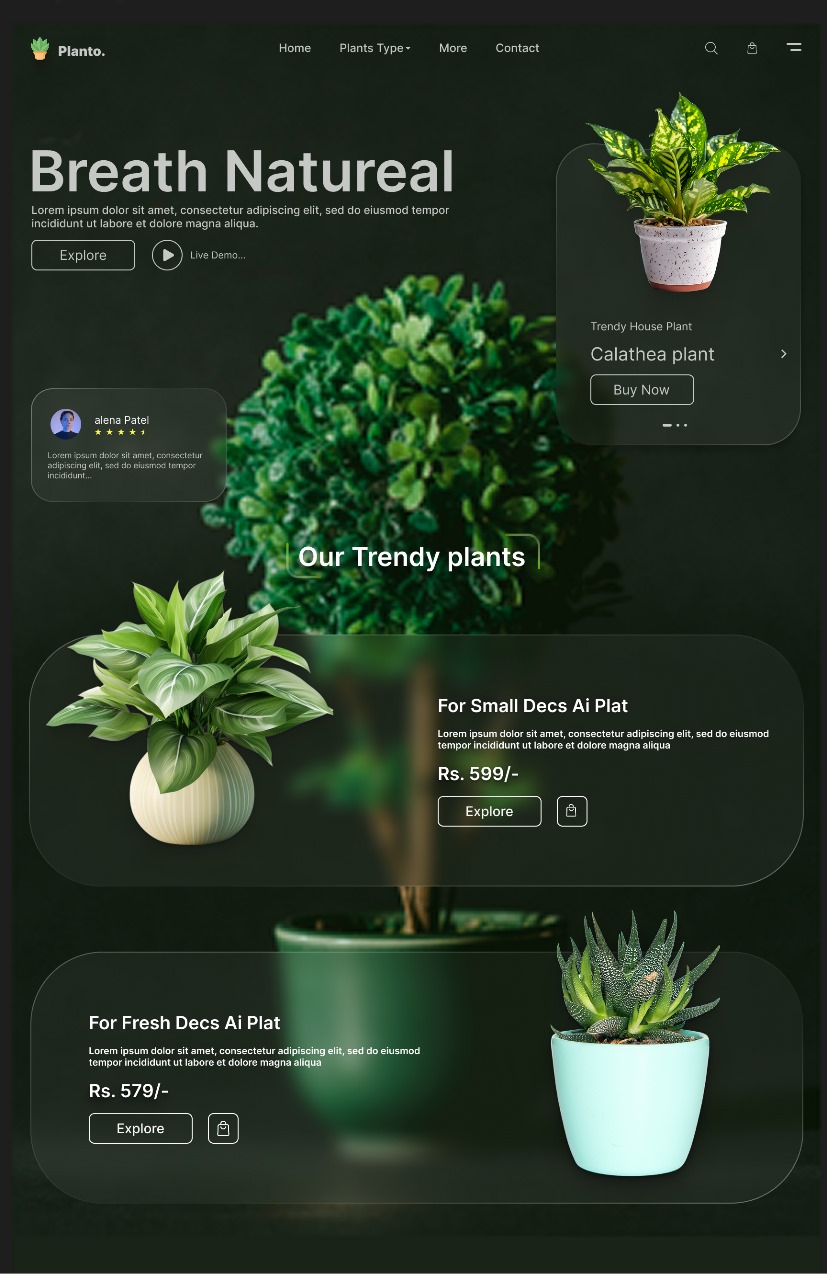 Planto.
Home
Plants Type
More
Contact
Breath Natureal
Lorem ipsum dolor sit amet, consectetur adipiscing elit, sed do eiusmod tempor
incididunt ut labore et dolore magna aliqua.
Explore
Live Demo...
Trendy House Plant
Calathea plant
Buy Now
alena Patel
Lorem ipsum dolor sit amet, consectetur
adipiscing elit, sed do eiusmod tempor
incididunt...
Our Trendy plants
For Small Decs Ai Plat
Lorem ipsum dolor sit amet, consectetur adipiscing elit, sed do eiusmod
tempor incididunt ut labore et dolore magna aliqua
Rs. 599/-
Explore
For Fresh Decs Ai Plat
Lorem ipsum dolor sit amet, consectetur adipiscing elit, sed do eiusmod
tempor incididunt ut labore et dolore magna aliqua
Rs. 579/-
Explore